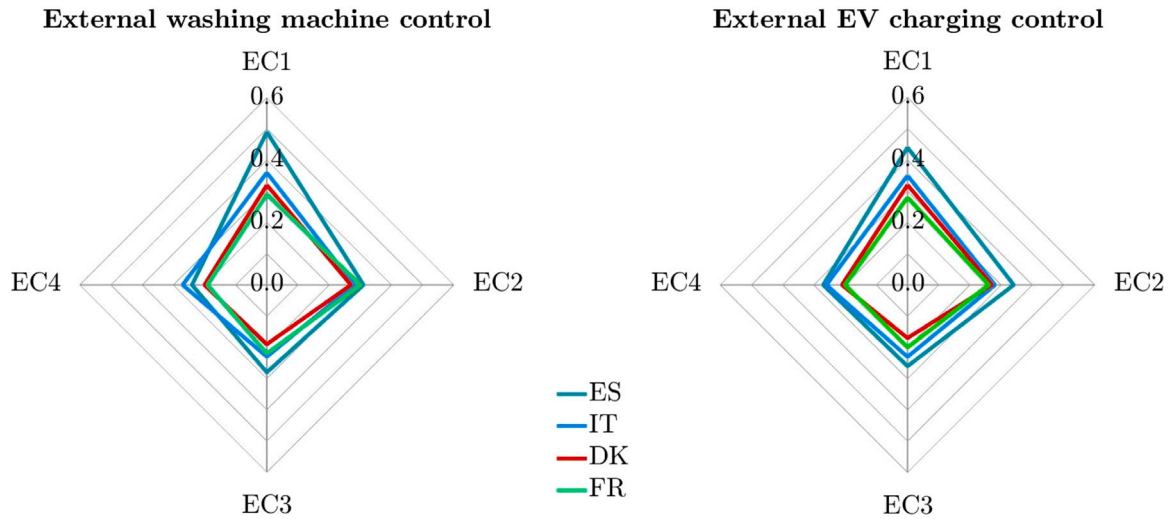 External washing machine control
EC1
0.6
0.4
0.2
0.0
EC4
EC2
EC3
External EV charging control
EC1
0.6
0.4
0.2
0.0
EC4
EC2
EC3
ES
IT
DK
FR